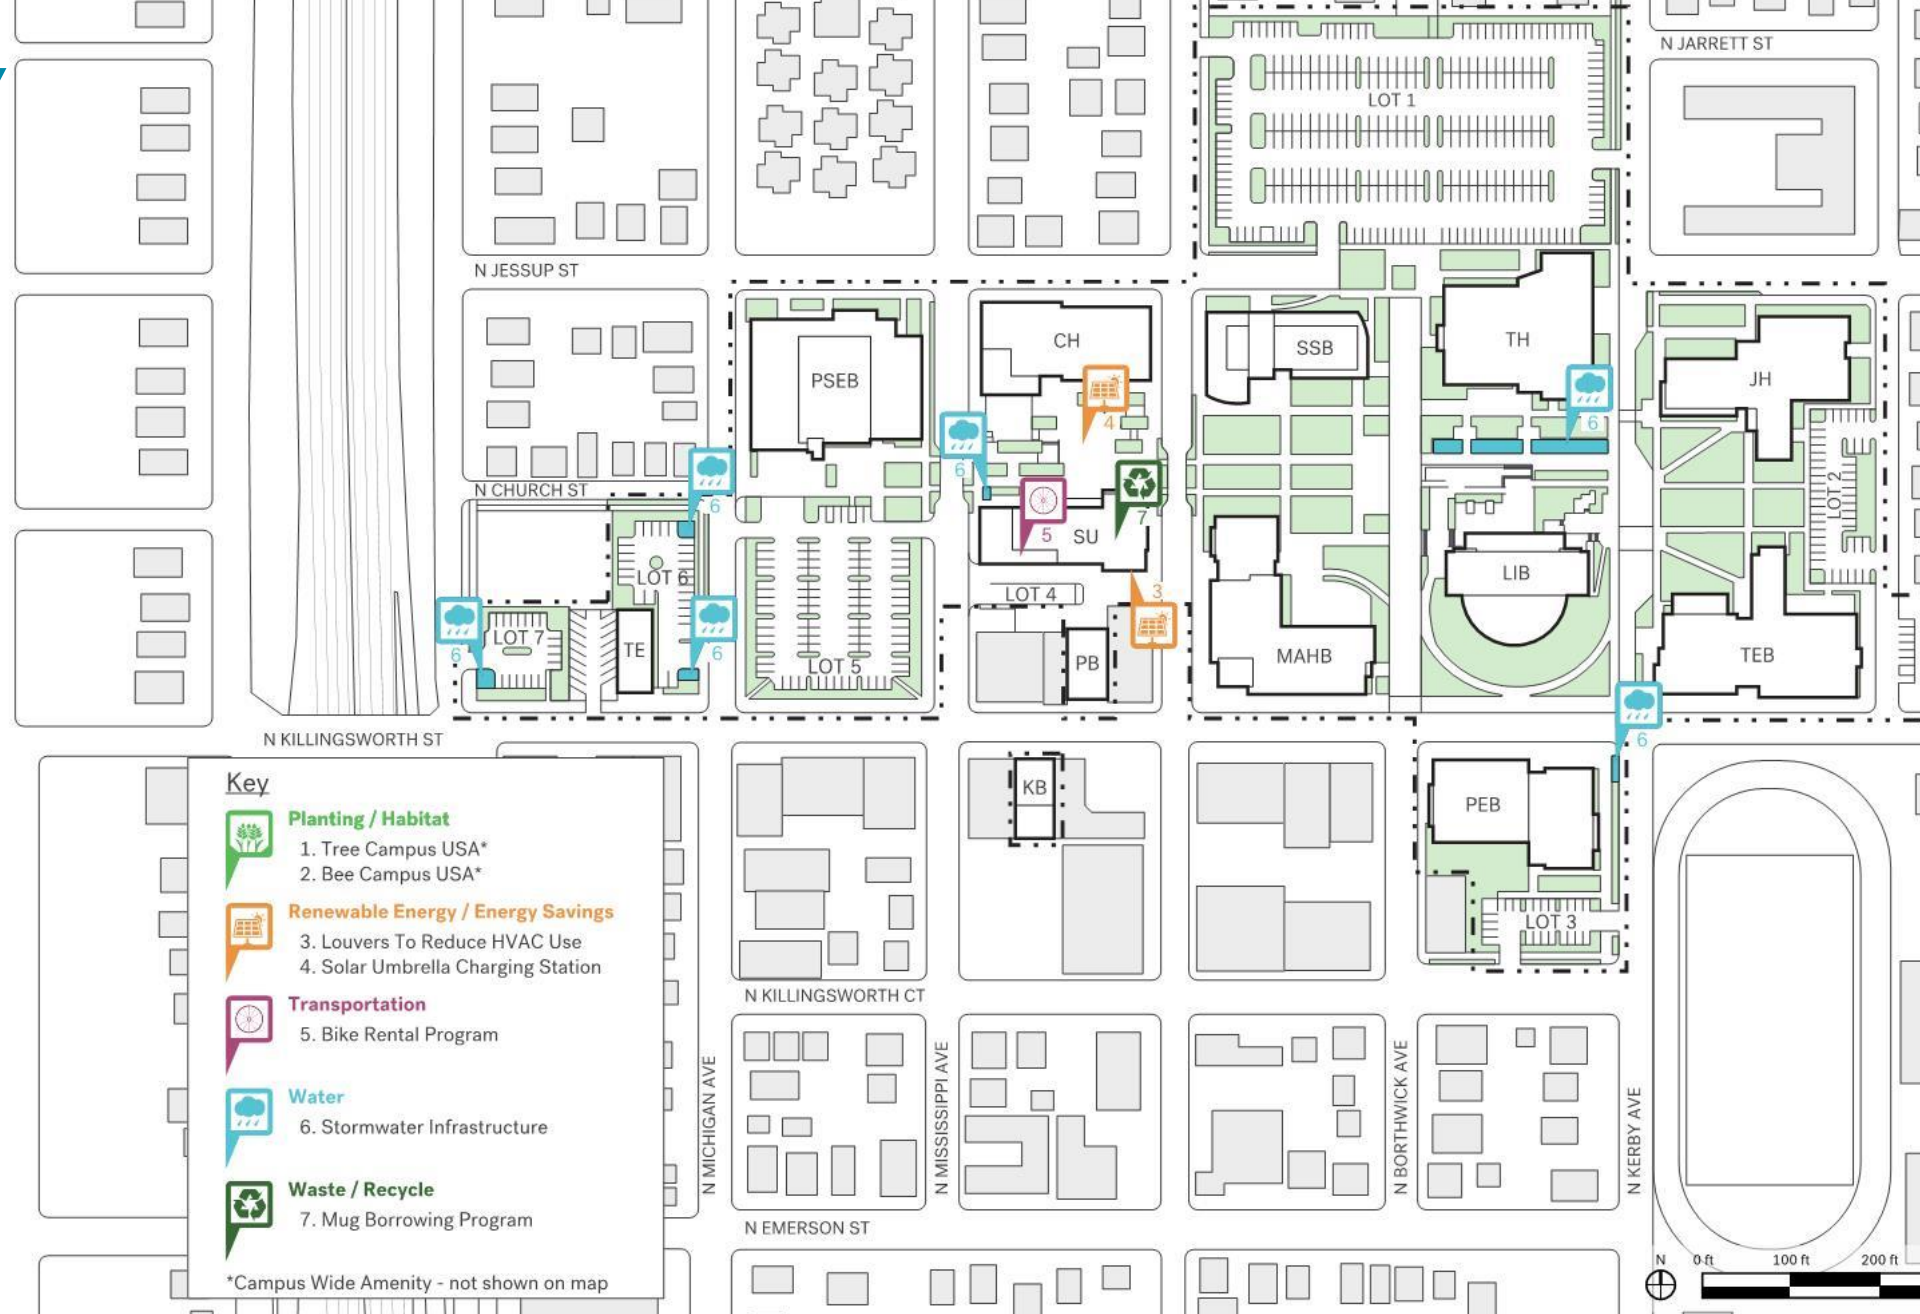 N JARRETT ST
LOT 1
N JESSUP ST
CH
SSB
TH
PSEB
JH
4
6
6
N CHURCH ST
6
5
7
LOT 2
SU
LOT 6
LIB
LOT 4
3
LOT 7
TE
6
6
LOT 5
PB
MAHB
TEB
6
N KILLINGSWORTH ST
KB
PEB
LOT 3
N KILLINGSWORTH CT
N MICHIGAN AVE
N MISSISSIPPI AVE
N BORTHWICK AVE
N KERBY AVE
N EMERSON ST
Key
Planting / Habitat
1. Tree Campus USA*
2. Bee Campus USA*
Renewable Energy / Energy Savings
3. Louvers To Reduce HVAC Use
4. Solar Umbrella Charging Station
Transportation
5. Bike Rental Program
Water
6. Stormwater Infrastructure
Waste / Recycle
7. Mug Borrowing Program
*Campus Wide Amenity - not shown on map
N
0 ft 100 ft 200 ft